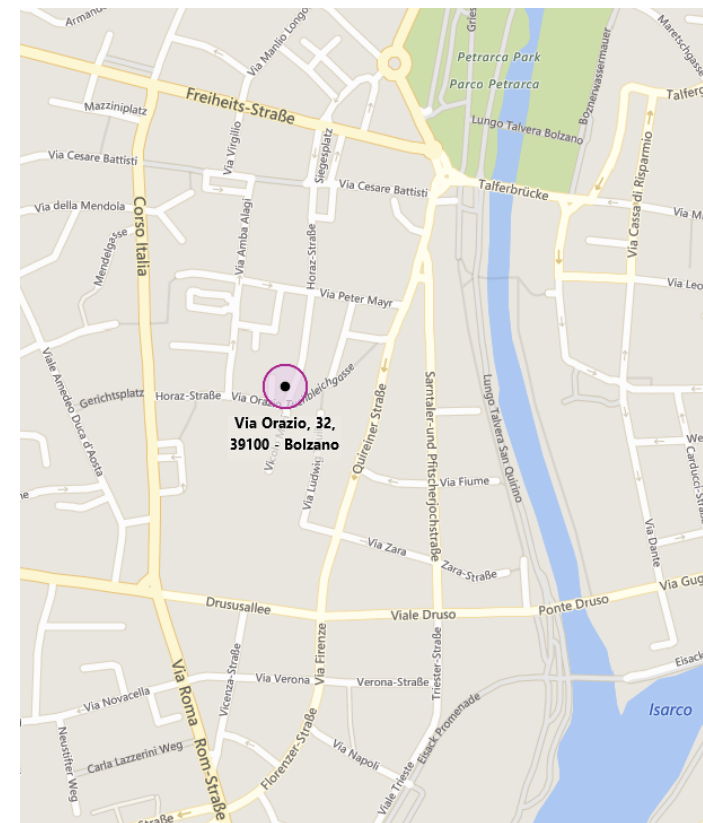 Petrarca Park
Parco Petrarca
Via Manlio Longo
Mazziniplatz
Freiheits-Straße
Siegesplatz
Via Virgilio
Lungo Talvera Bolzano
Boznerwassermauer
Maretschgasse
Via Cassa di Risparmio
Via Cesare Battisti
Via Cesare Battisti
Talferbrücke
Via della Mendola
Mendelgasse
Corso Italia
Via Amba Alagi
Horaz-Straße
Via Peter Mayr
Viale Amedeo Duca d'Aosta
Gerichtsplatz
Horaz-Straße
Via Orazio
Via Orazio, 32,
39100 - Bolzano
Quireiner Straße
Sarntaler-und Pfitscherjochstraße
Lungo Talvera San Quirino
Via Fiume
Via Zara
Zara-Straße
Via Dante
Drususallee
Viale Druso
Ponte Druso
Via Firenze
Via Roma
Rom-Straße
Vicenza-Straße
Via Verona
Verona-Straße
Triester-Straße
Eisack Promenade
Isarco
Via Novacella
Neustifter Weg
Carla Lazzerini Weg
Florenzer-Straße
Via Napoli
Viale Trieste